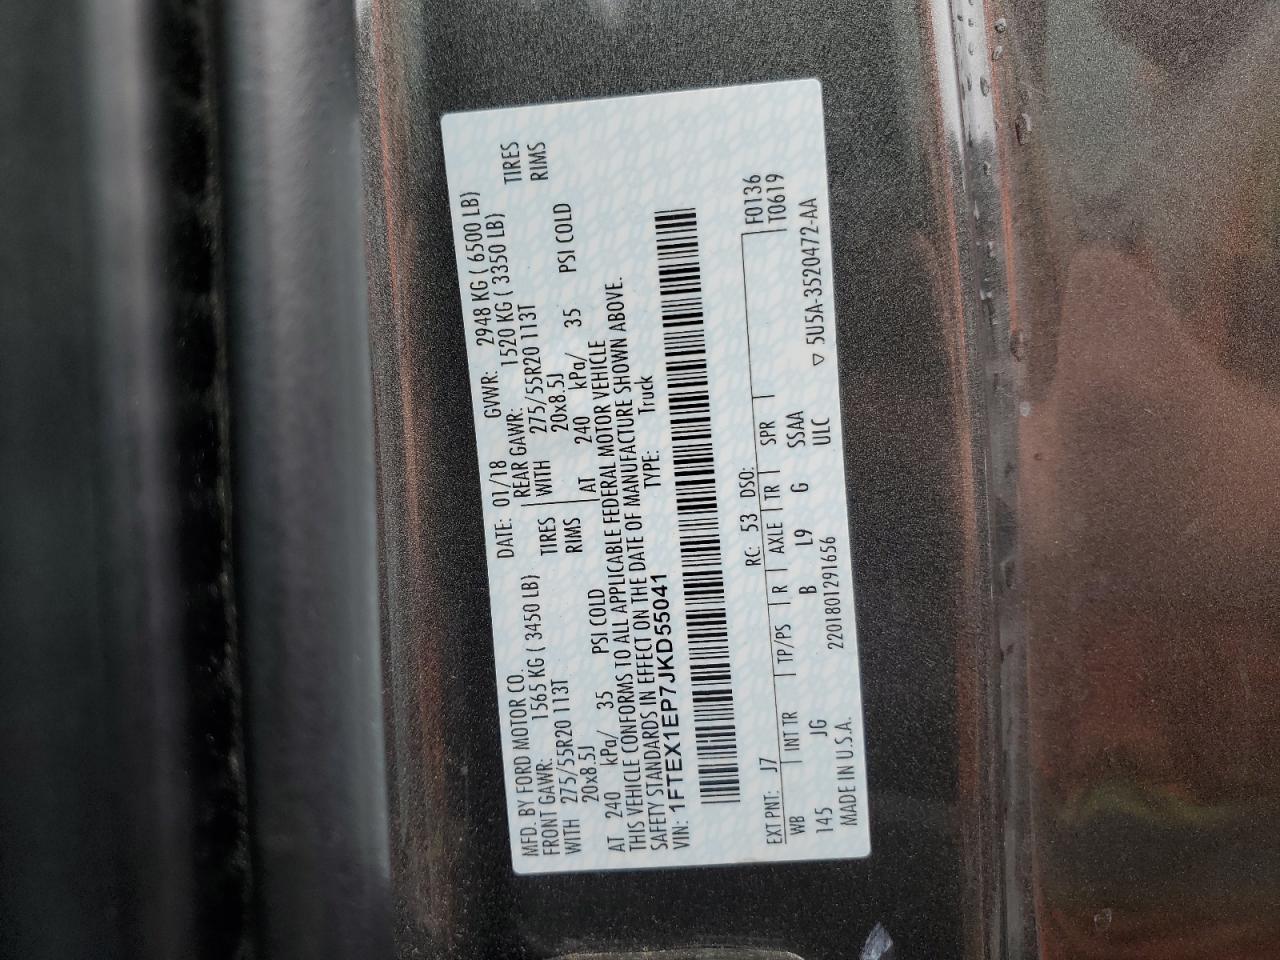 MFD. BY FORD MOTOR CO. DATE: 01/18 GVWR: 2948 KG ( 6500 LB)
FRONT GAWR: 1565 KG ( 3450 LB) REAR GAWR: 1520 KG ( 3350 LB)
WITH 275/55R20 113T TIRES WITH 275/55R20 113T TIRES
20x8.5J RIMS 20x8.5J RIMS
AT 240 kPa/ 35 PSI COLD AT 240 kPa/ 35 PSI COLD
THIS VEHICLE CONFORMS TO ALL APPLICABLE FEDERAL MOTOR VEHICLE
SAFETY STANDARDS IN EFFECT ON THE DATE OF MANUFACTURE SHOWN ABOVE.
VIN: 1FTEX1EP7JKD55041 TYPE: Truck
F0136
EXT PNT: J7 RC: 53 DSO: T0619
WB INT TR TP/PS R AXLE TR SPR
145 JG B L9 G SSAA
ULC
MADE IN U.S.A. 220180129165​6 ▽ 5U5A-3520472-AA